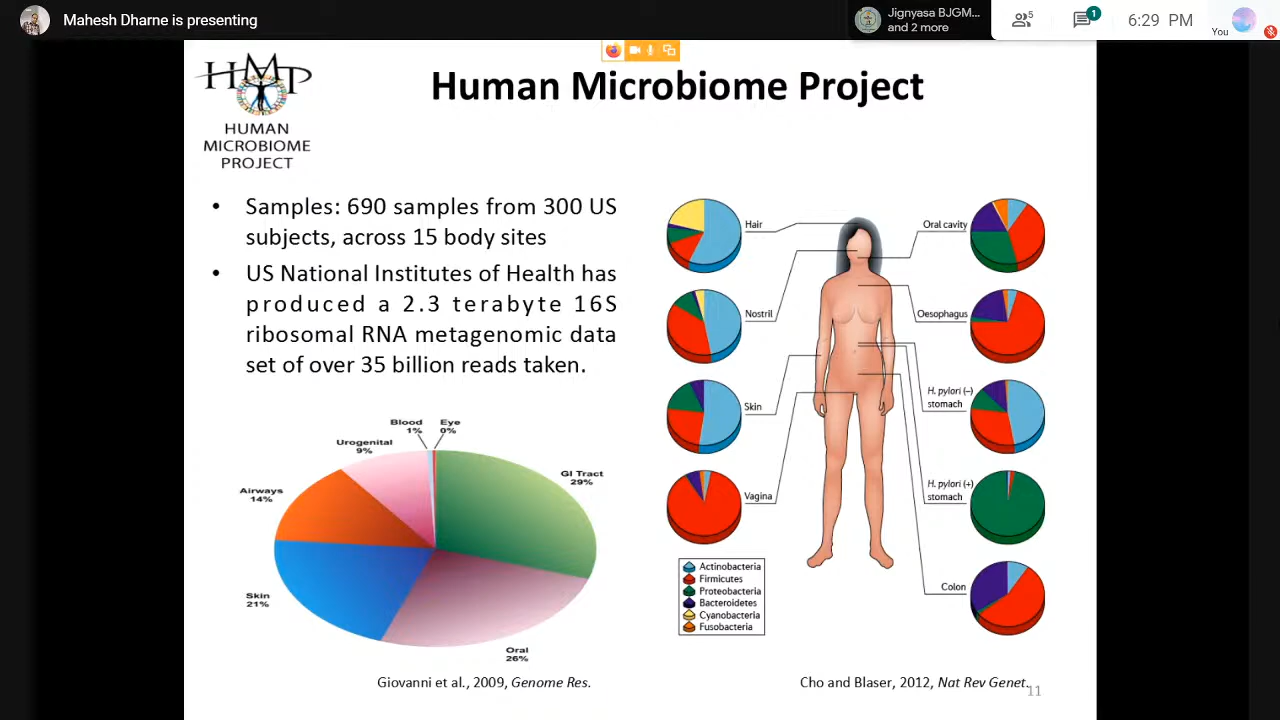 Mahesh Dharne is presenting
Jignyasa BJGM...
and 2 more
5
1
6:29 PM
You
HMP
HUMAN
MICROBIOME
PROJECT
Human Microbiome Project
• Samples: 690 samples from 300 US
subjects, across 15 body sites
• US National Institutes of Health has
produced a 2.3 terabyte 16S
ribosomal RNA metagenomic data
set of over 35 billion reads taken.
Blood
1%
Eye
0%
Urogenital
9%
GI Tract
29%
Airways
14%
Skin
21%
Oral
26%
Giovanni et al., 2009, Genome Res.
Hair
Nostril
Skin
Vagina
Oral cavity
Oesophagus
H. pylori (–)
stomach
H. pylori (+)
stomach
Colon
Actinobacteria
Firmicutes
Proteobacteria
Bacteroidetes
Cyanobacteria
Fusobacteria
Cho and Blaser, 2012, Nat Rev Genet.
11